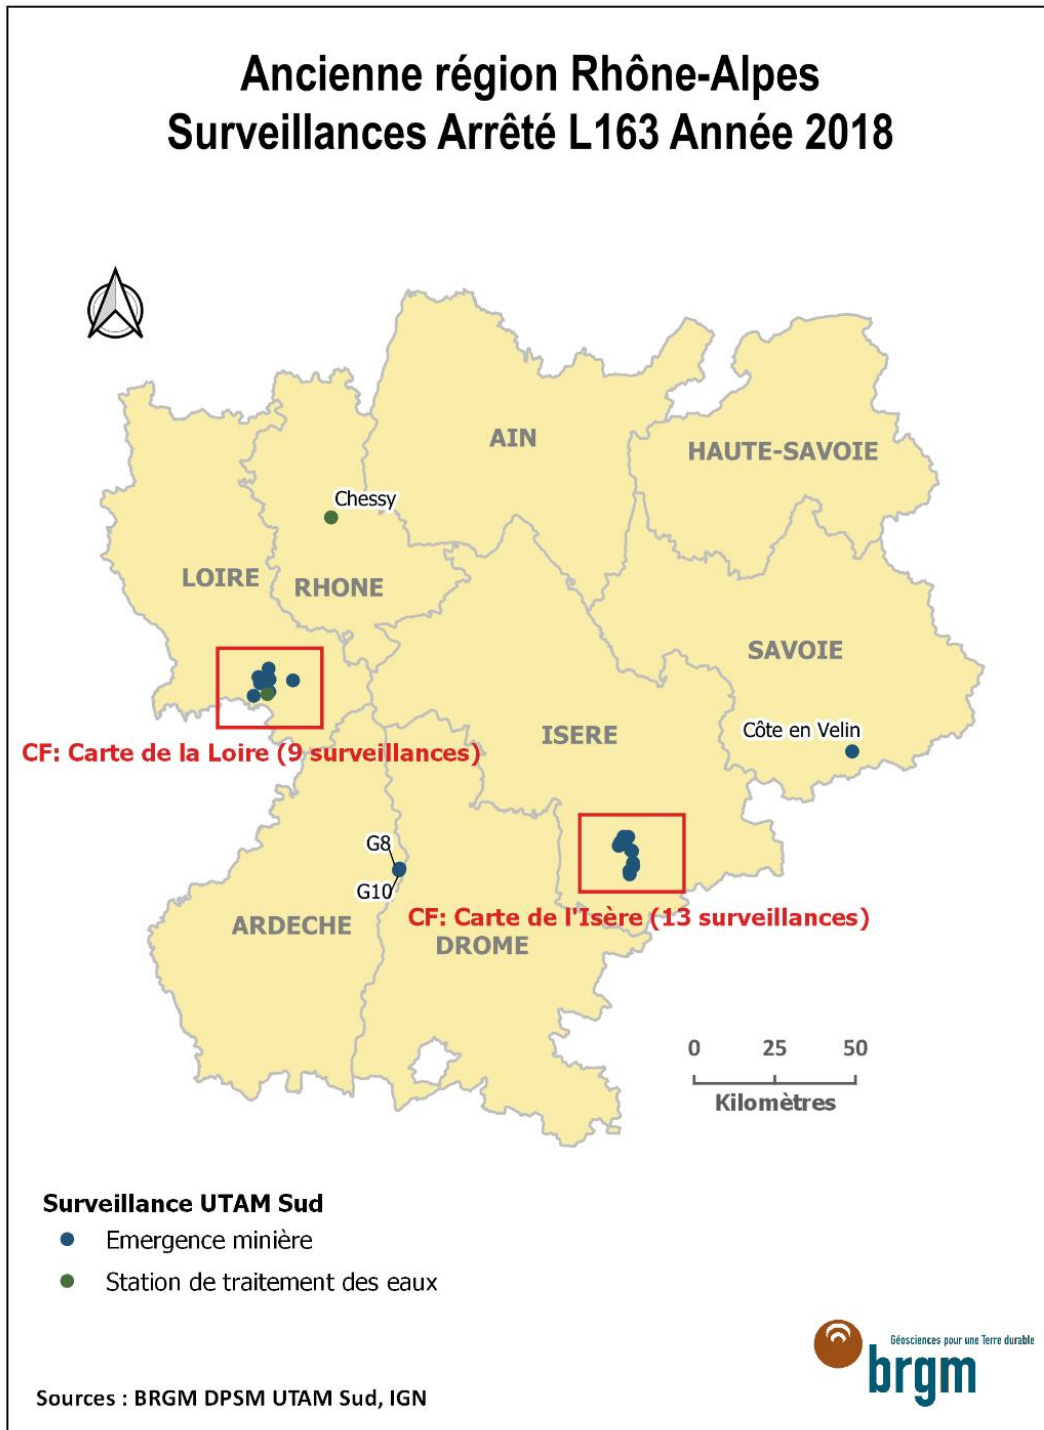 Ancienne région Rhône-Alpes
Surveillances Arrêté L163 Année 2018
AIN
HAUTE-SAVOIE
Chessy
LOIRE
RHONE
SAVOIE
Côte en Velin
ISERE
CF: Carte de la Loire (9 surveillances)
G8
G10
CF: Carte de l'Isère (13 surveillances)
ARDECHE
DROME
0 25 50
Kilomètres
Surveillance UTAM Sud
Emergence minière
Station de traitement des eaux
Géosciences pour une Terre durable
brgm
Sources : BRGM DPSM UTAM Sud, IGN